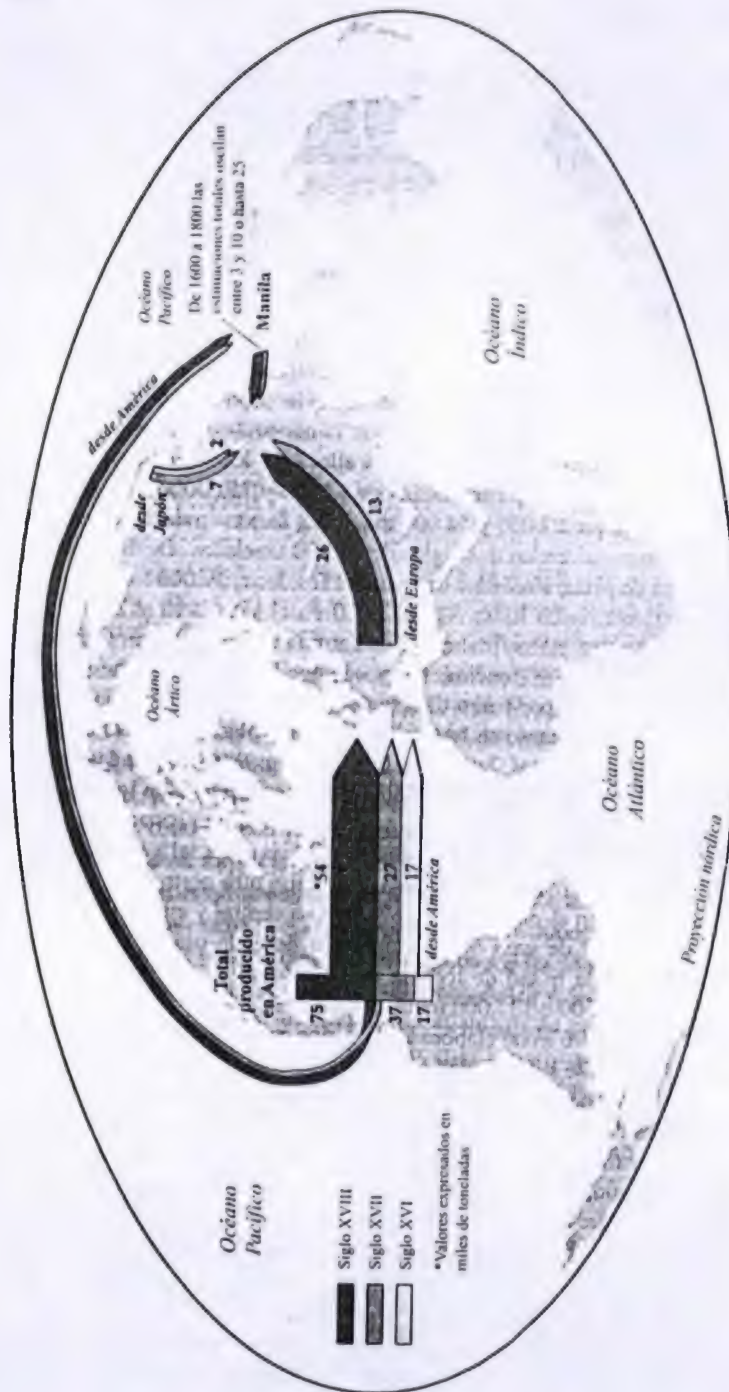 Océano
Pacífico
Siglo XVIII
Siglo XVII
Siglo XVI
*Valores expresados en
miles de toneladas
Total
producido
en América
75
37
17
*54
27
17
desde América
Océano
Ártico
Océano
Atlántico
Proyección nórdica
26
13
desde Europa
desde
Japón
7
2
desde América
Océano
Pacífico
De 1600 a 1800 las
estimaciones totales oscilan
entre 3 y 10 o hasta 25
Manila
Océano
Índico